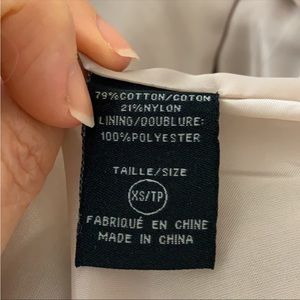 79%COTTON/COTON
21%NYLON
LINING/DOUBLURE:
100%POLYESTER
TAILLE/SIZE
XS/TP
FABRIQUÉ EN CHINE
MADE IN CHINA